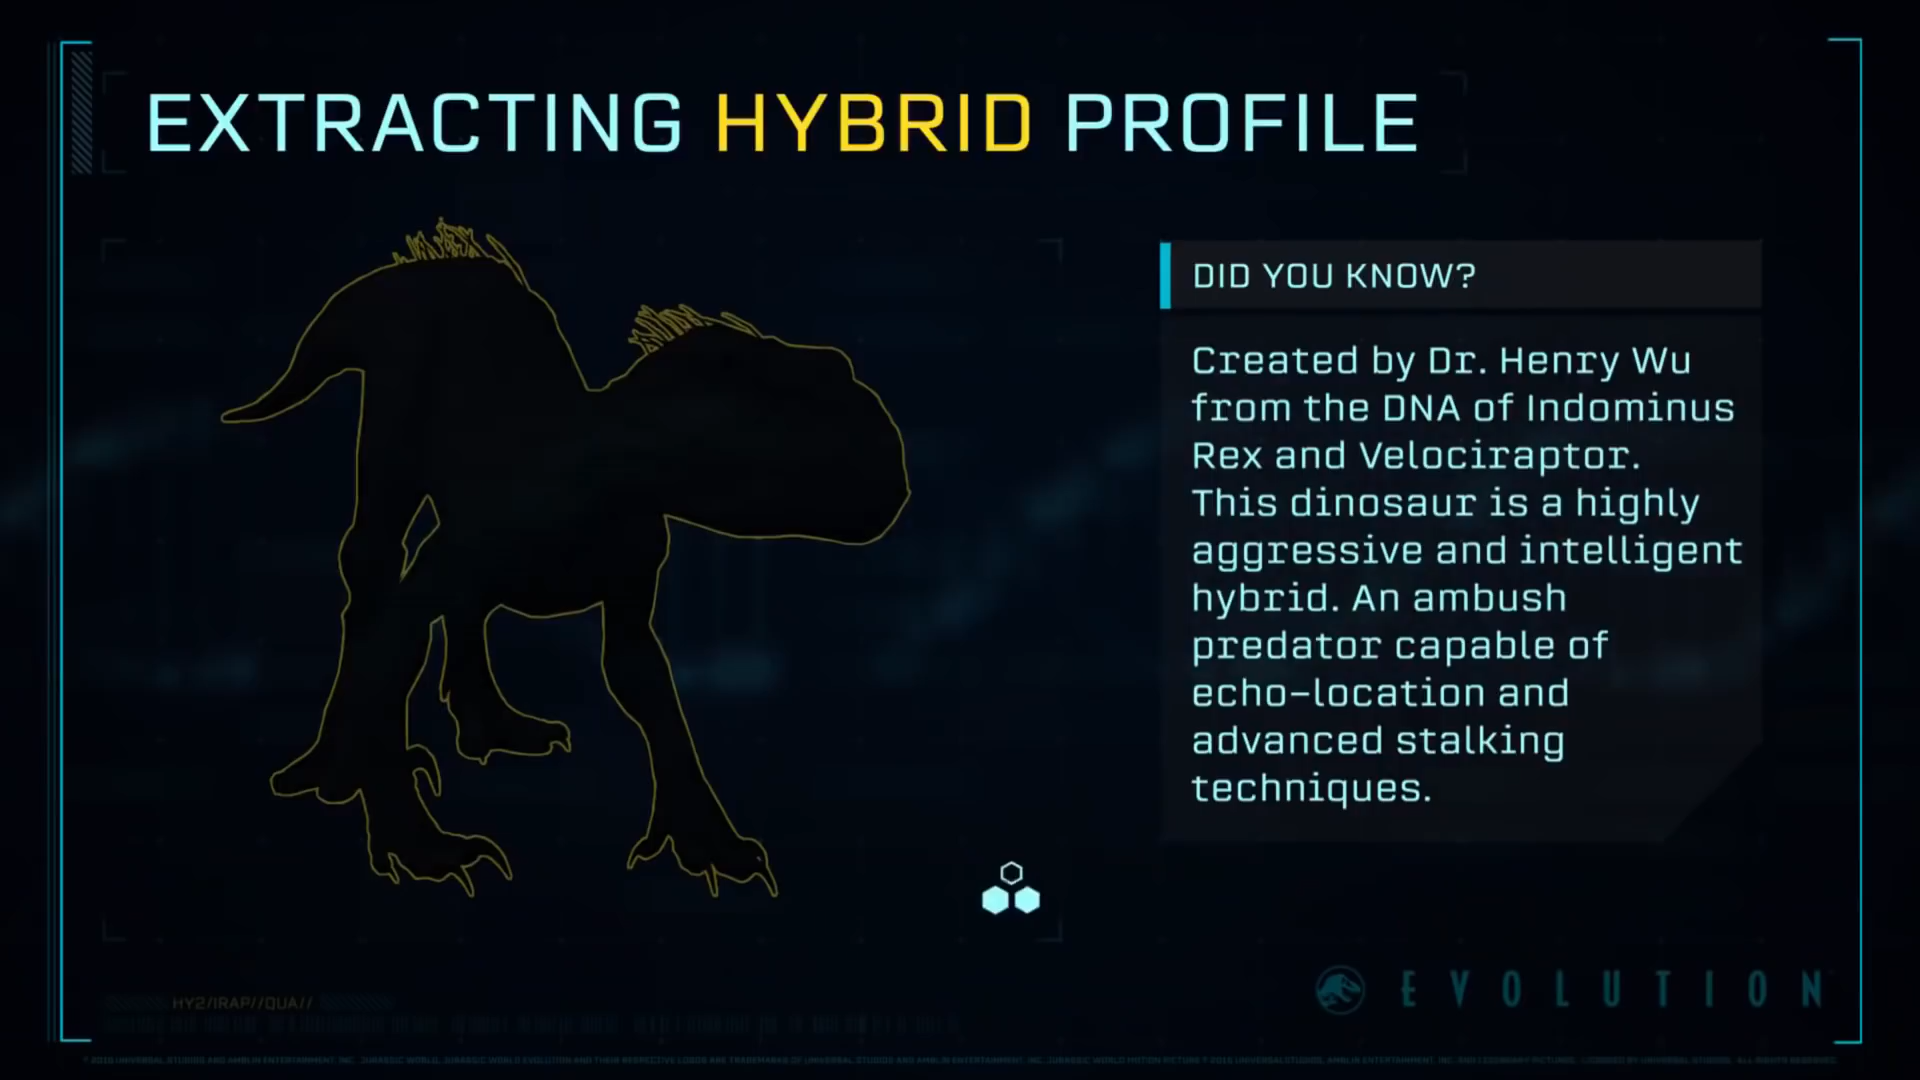 EXTRACTING HYBRID PROFILE
DID YOU KNOW?
Created by Dr. Henry Wu
from the DNA of Indominus
Rex and Velociraptor.
This dinosaur is a highly
aggressive and intelligent
hybrid. An ambush
predator capable of
echo-location and
advanced stalking
techniques.
EVOLUTION
HY2/IRAP//QUA//